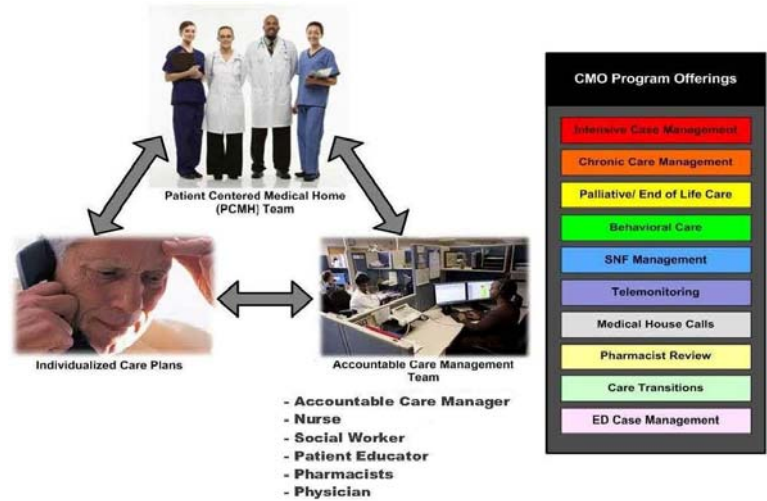 Patient Centered Medical Home
(PCMH) Team
Individualized Care Plans
Accountable Care Management
Team
- Accountable Care Manager
- Nurse
- Social Worker
- Patient Educator
- Pharmacists
- Physician
CMO Program Offerings
Intensive Case Management
Chronic Care Management
Palliative/ End of Life Care
Behavioral Care
SNF Management
Telemonitoring
Medical House Calls
Pharmacist Review
Care Transitions
ED Case Management